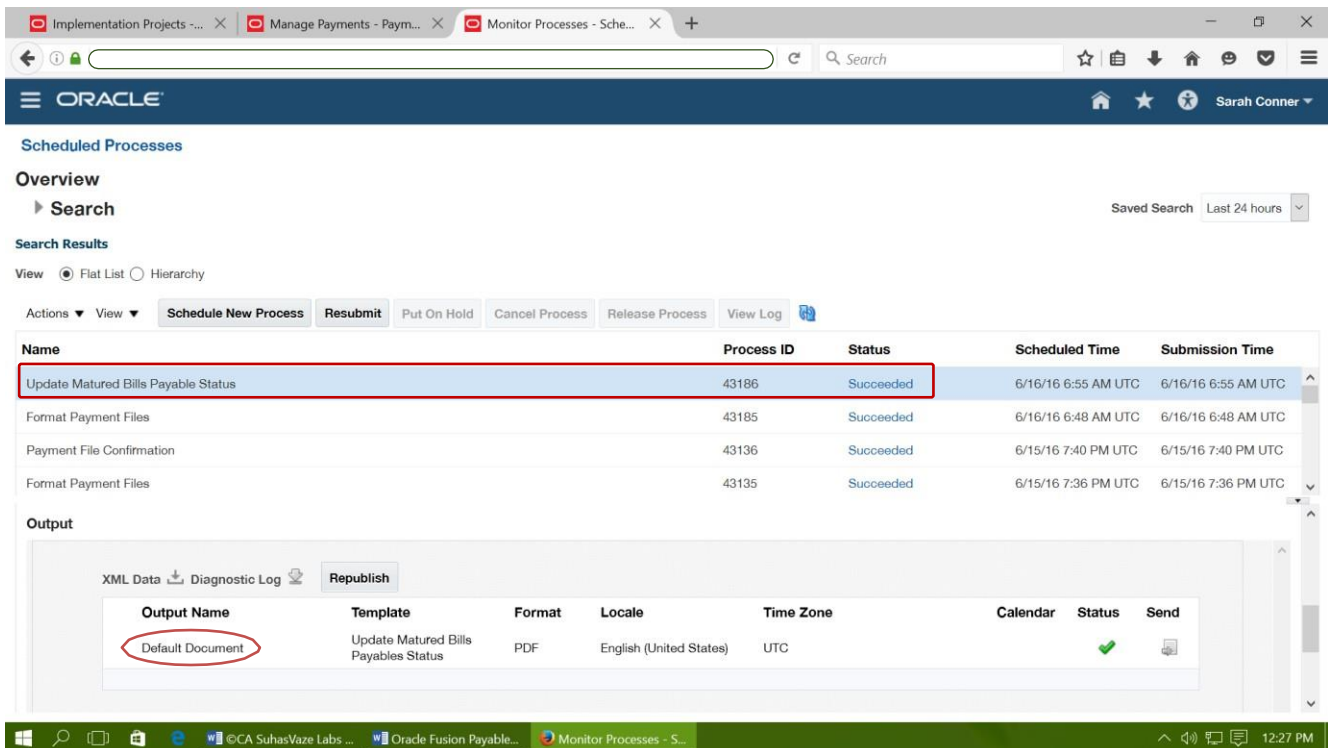 Implementation Projects -...
Manage Payments - Paym...
Monitor Processes - Sche...
Search
ORACLE
Sarah Conner
Scheduled Processes
Overview
Search
Saved Search Last 24 hours
Search Results
View Flat List Hierarchy
Actions View Schedule New Process Resubmit Put On Hold Cancel Process Release Process View Log
Name Process ID Status Scheduled Time Submission Time
Update Matured Bills Payable Status 43186 Succeeded 6/16/16 6:55 AM UTC 6/16/16 6:55 AM UTC
Format Payment Files 43185 Succeeded 6/16/16 6:48 AM UTC 6/16/16 6:48 AM UTC
Payment File Confirmation 43136 Succeeded 6/15/16 7:40 PM UTC 6/15/16 7:40 PM UTC
Format Payment Files 43135 Succeeded 6/15/16 7:36 PM UTC 6/15/16 7:36 PM UTC
Output
XML Data Diagnostic Log Republish
Output Name Template Format Locale Time Zone Calendar Status Send
Default Document Update Matured Bills Payables Status PDF English (United States) UTC
©CA SuhasVaze Labs ... Oracle Fusion Payable... Monitor Processes - S... 12:27 PM